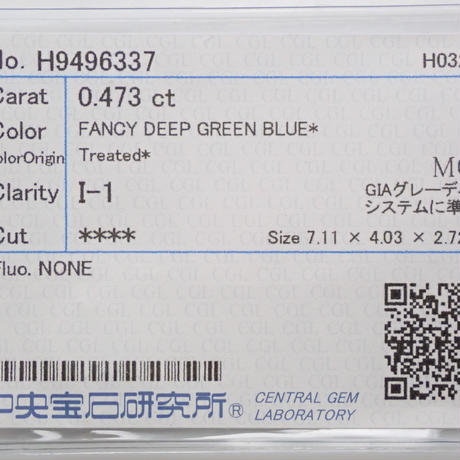 No. H9496337 H032
Carat 0.473 ct
Color FANCY DEEP GREEN BLUE*
ColorOrigin Treated*
Clarity I-1
GIAグレーデ
システムに準
Cut ****
Size 7.11 × 4.03 × 2.72
Fluo. NONE
中央宝石研究所®
CENTRAL GEM
LABORATORY